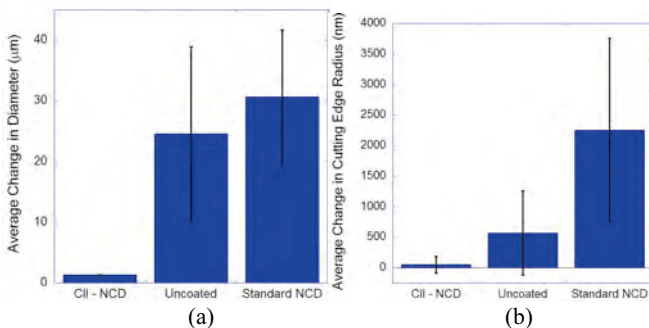 Average Change in Diameter (μm)
40
30
20
10
0
CII - NCD Uncoated Standard NCD
(a)
Average Change in Cutting Edge Radius (nm)
4000
3500
3000
2500
2000
1500
1000
500
0
CII - NCD Uncoated Standard NCD
(b)